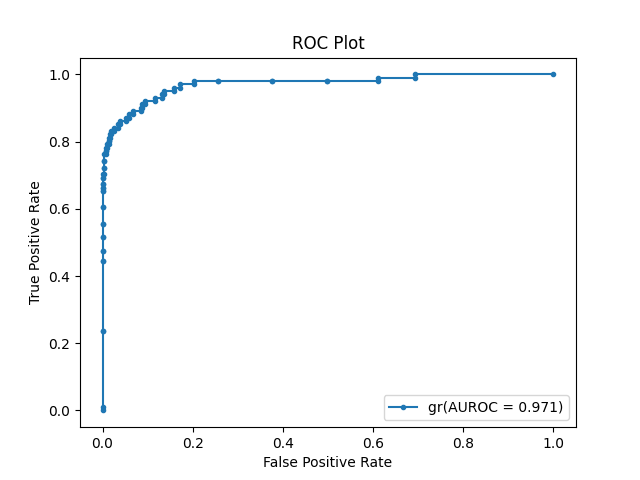 ROC Plot
True Positive Rate
1.0
0.8
0.6
0.4
0.2
0.0
0.0 0.2 0.4 0.6 0.8 1.0
False Positive Rate
gr(AUROC = 0.971)